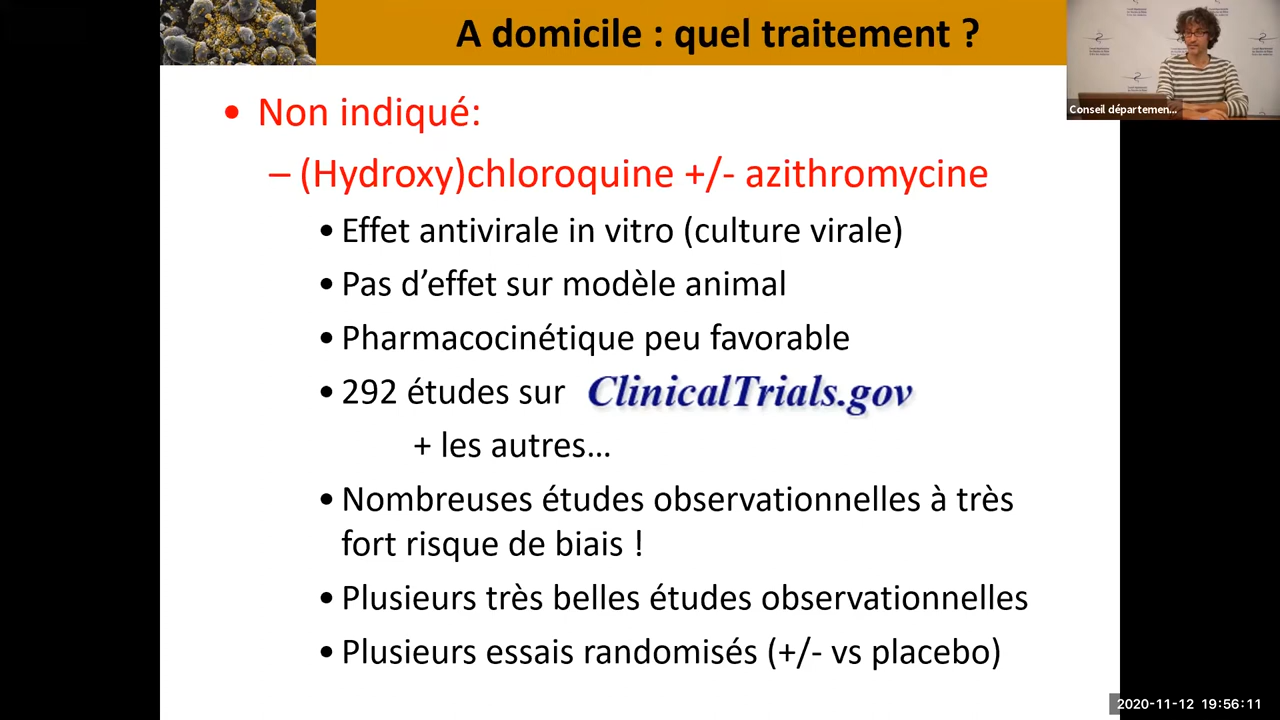 A domicile : quel traitement ?
Conseil départemen...
• Non indiqué:
– (Hydroxy)chloroquine +/- azithromycine
• Effet antivirale in vitro (culture virale)
• Pas d’effet sur modèle animal
• Pharmacocinétique peu favorable
• 292 études sur ClinicalTrials.gov
+ les autres…
• Nombreuses études observationnelles à très
fort risque de biais !
• Plusieurs très belles études observationnelles
• Plusieurs essais randomisés (+/- vs placebo)
2020-11-12 19:56:11